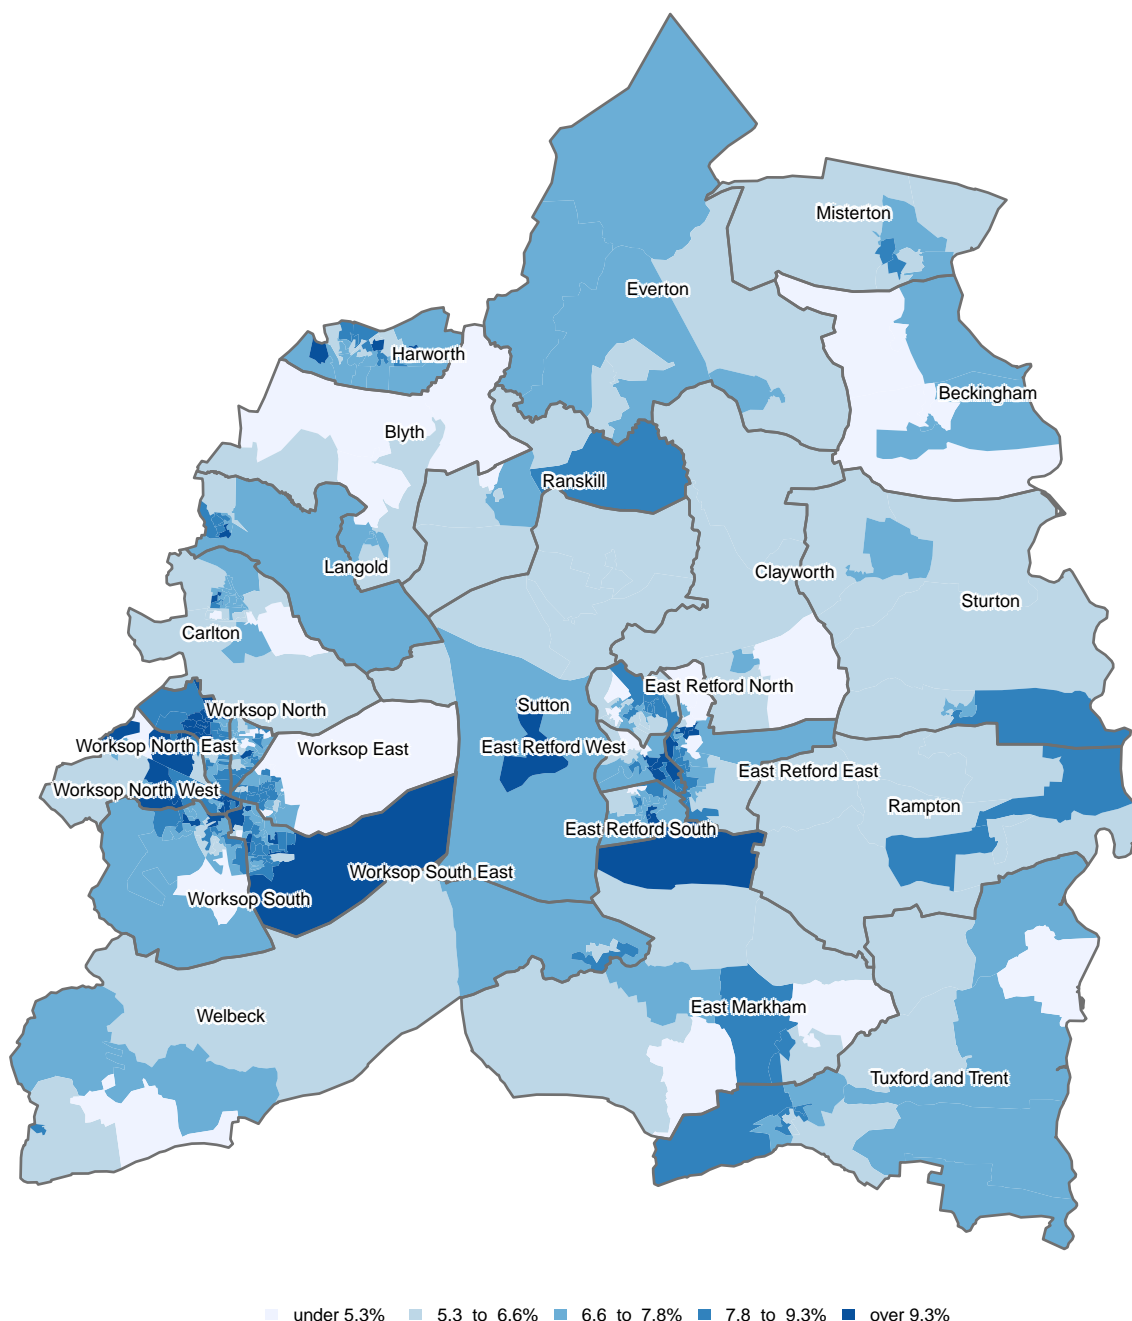 Misterton
Everton
Harworth
Beckingham
Blyth
Ranskill
Langold
Clayworth
Sturton
Carlton
East Retford North
Sutton
Worksop North
Worksop North East
Worksop East
East Retford West
East Retford East
Worksop North West
Rampton
East Retford South
Worksop South East
Worksop South
East Markham
Welbeck
Tuxford and Trent
under 5.3% 5.3 to 6.6% 6.6 to 7.8% 7.8 to 9.3% over 9.3%